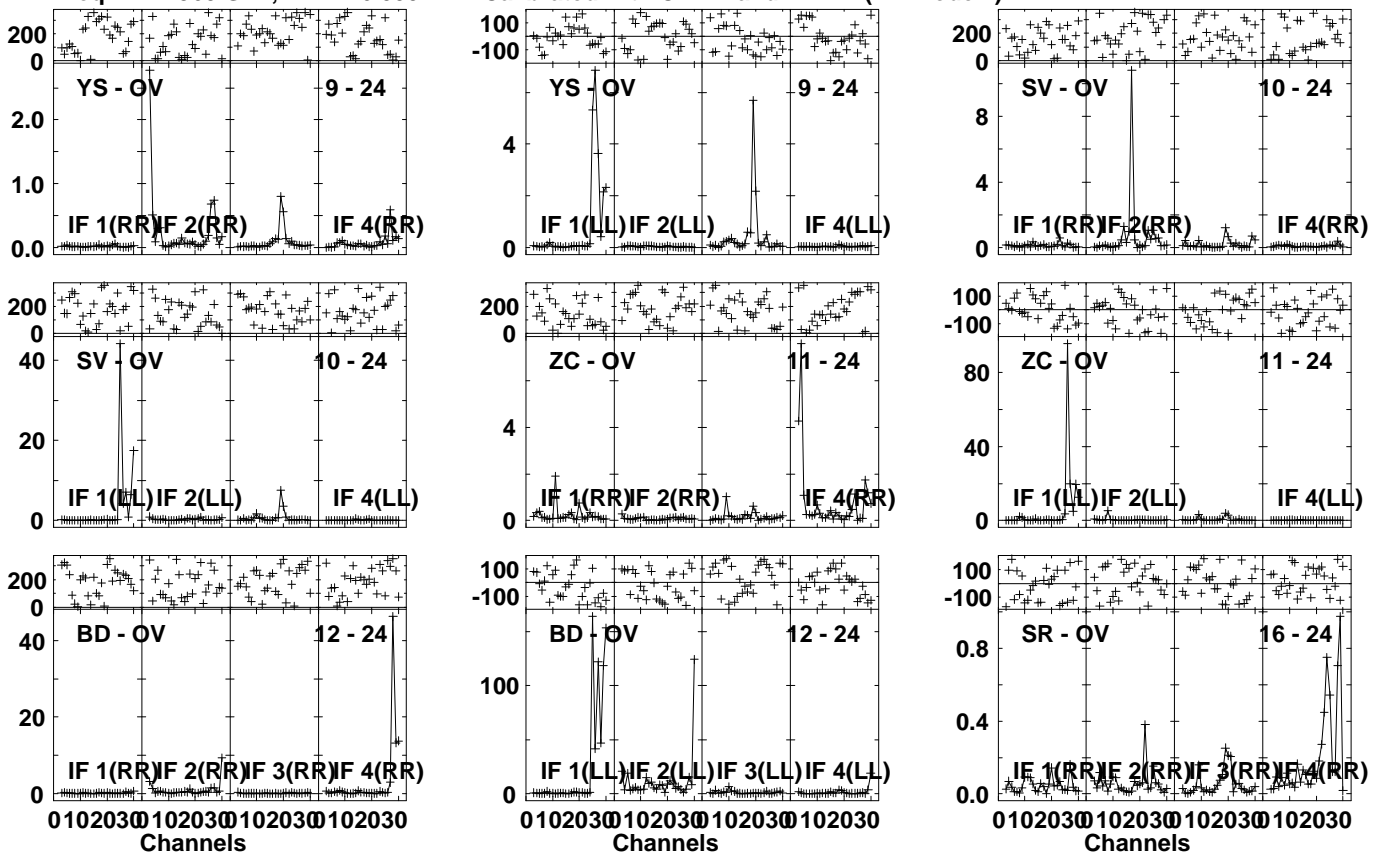 200
0
100
-100
200
0
YS - OV 9 - 24
2.0
1.0
0.0
IF 1(RR) IF 2(RR) IF 4(RR)
YS - OV 9 - 24
4
0
IF 1(LL) IF 2(LL) IF 4(LL)
SV - OV 10 - 24
8
4
0
IF 1(RR) IF 2(RR) IF 4(RR)
200
0
200
0
100
-100
SV - OV 10 - 24
40
20
0
IF 1(LL) IF 2(LL) IF 4(LL)
ZC - OV 11 - 24
4
0
IF 1(RR) IF 2(RR) IF 4(RR)
ZC - OV 11 - 24
80
40
0
IF 1(LL) IF 2(LL) IF 4(LL)
200
0
100
-100
100
-100
BD - OV 12 - 24
40
20
0
IF 1(RR) IF 2(RR) IF 3(RR) IF 4(RR)
BD - OV 12 - 24
100
0
IF 1(LL) IF 2(LL) IF 3(LL) IF 4(LL)
SR - OV 16 - 24
0.8
0.4
0.0
IF 1(RR) IF 2(RR) IF 3(RR) IF 4(RR)
0102030 0102030 0102030 0102030
Channels
0102030 0102030 0102030 0102030
Channels
0102030 0102030 0102030 0102030
Channels